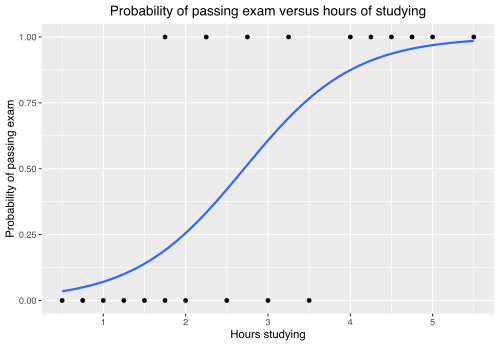 Probability of passing exam versus hours of studying
Probability of passing exam
1.00
0.75
0.50
0.25
0.00
1 2 3 4 5
Hours studying